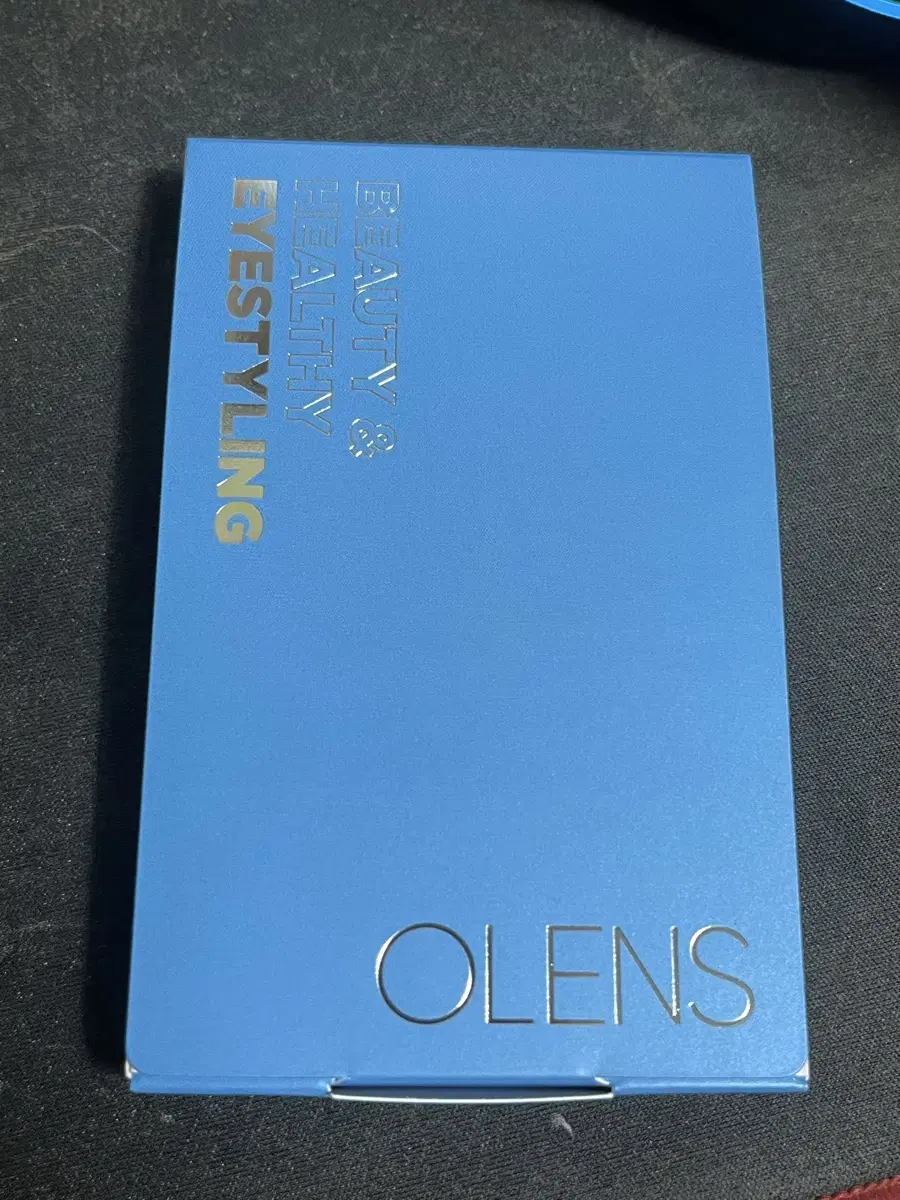 BEAUTY &
HEALTHY
EYESTYLING
OLENS